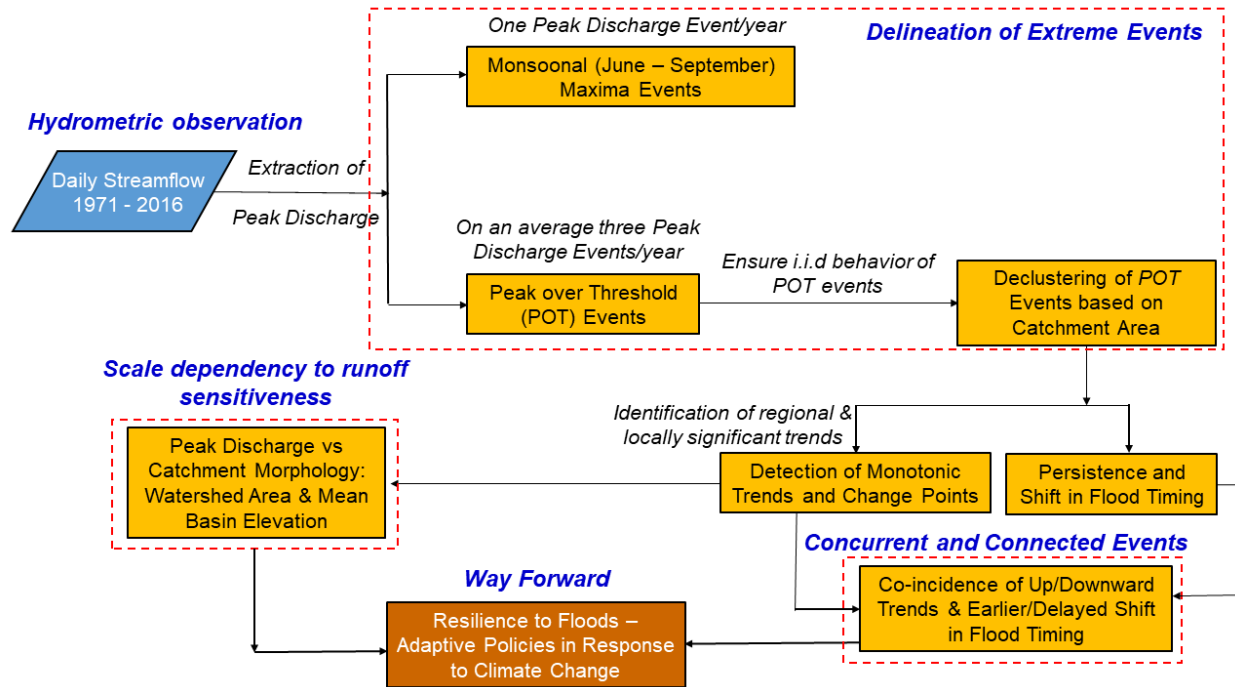 One Peak Discharge Event/year
Delineation of Extreme Events
Monsoonal (June – September)
Maxima Events
Hydrometric observation
Daily Streamflow
1971 - 2016
Extraction of
Peak Discharge
On an average three Peak
Discharge Events/year
Peak over Threshold
(POT) Events
Ensure i.i.d behavior of
POT events
Declustering of POT
Events based on
Catchment Area
Scale dependency to runoff
sensitiveness
Peak Discharge vs
Catchment Morphology:
Watershed Area & Mean
Basin Elevation
Identification of regional &
locally significant trends
Detection of Monotonic
Trends and Change Points
Persistence and
Shift in Flood Timing
Concurrent and Connected Events
Co-incidence of Up/Downward
Trends & Earlier/Delayed Shift
in Flood Timing
Way Forward
Resilience to Floods –
Adaptive Policies in Response
to Climate Change